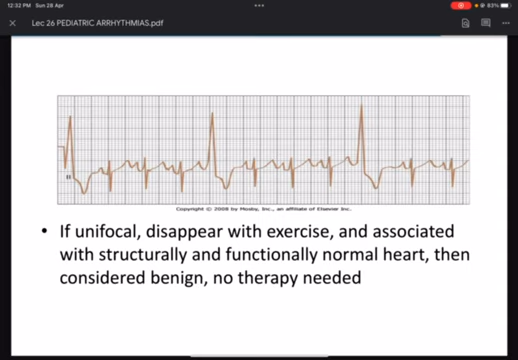 12:32 PM Sun 28 Apr
83%
Lec 26 PEDIATRIC ARRHYTHMIAS.pdf
II
Copyright © 2008 by Mosby, Inc., an affiliate of Elsevier Inc.
• If unifocal, disappear with exercise, and associated
with structurally and functionally normal heart, then
considered benign, no therapy needed